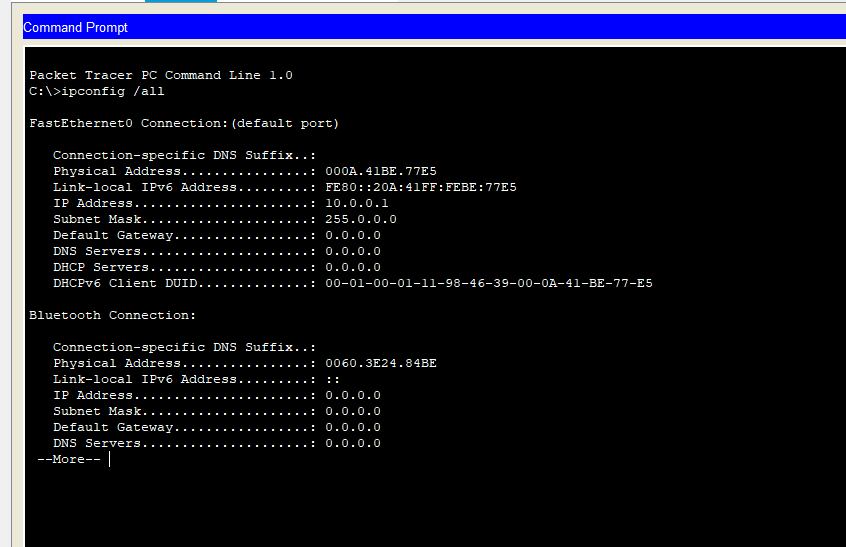 Command Prompt
Packet Tracer PC Command Line 1.0
C:\>ipconfig /all
FastEthernet0 Connection:(default port)
Connection-specific DNS Suffix..:
Physical Address................: 000A.41BE.77E5
Link-local IPv6 Address.........: FE80::20A:41FF:FEBE:77E5
IP Address......................: 10.0.0.1
Subnet Mask.....................: 255.0.0.0
Default Gateway.................: 0.0.0.0
DNS Servers.....................: 0.0.0.0
DHCP Servers....................: 0.0.0.0
DHCPv6 Client DUID..............: 00-01-00-01-11-98-46-39-00-0A-41-BE-77-E5
Bluetooth Connection:
Connection-specific DNS Suffix..:
Physical Address................: 0060.3E24.84BE
Link-local IPv6 Address.........: ::
IP Address......................: 0.0.0.0
Subnet Mask.....................: 0.0.0.0
Default Gateway.................: 0.0.0.0
DNS Servers.....................: 0.0.0.0
--More--